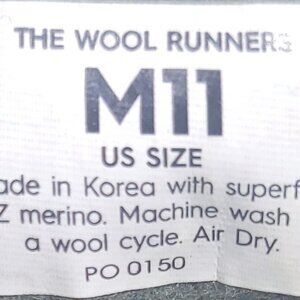 THE WOOL RUNNERS
M11
US SIZE
ade in Korea with superf
Z merino. Machine wash
a wool cycle. Air Dry.
PO 0150